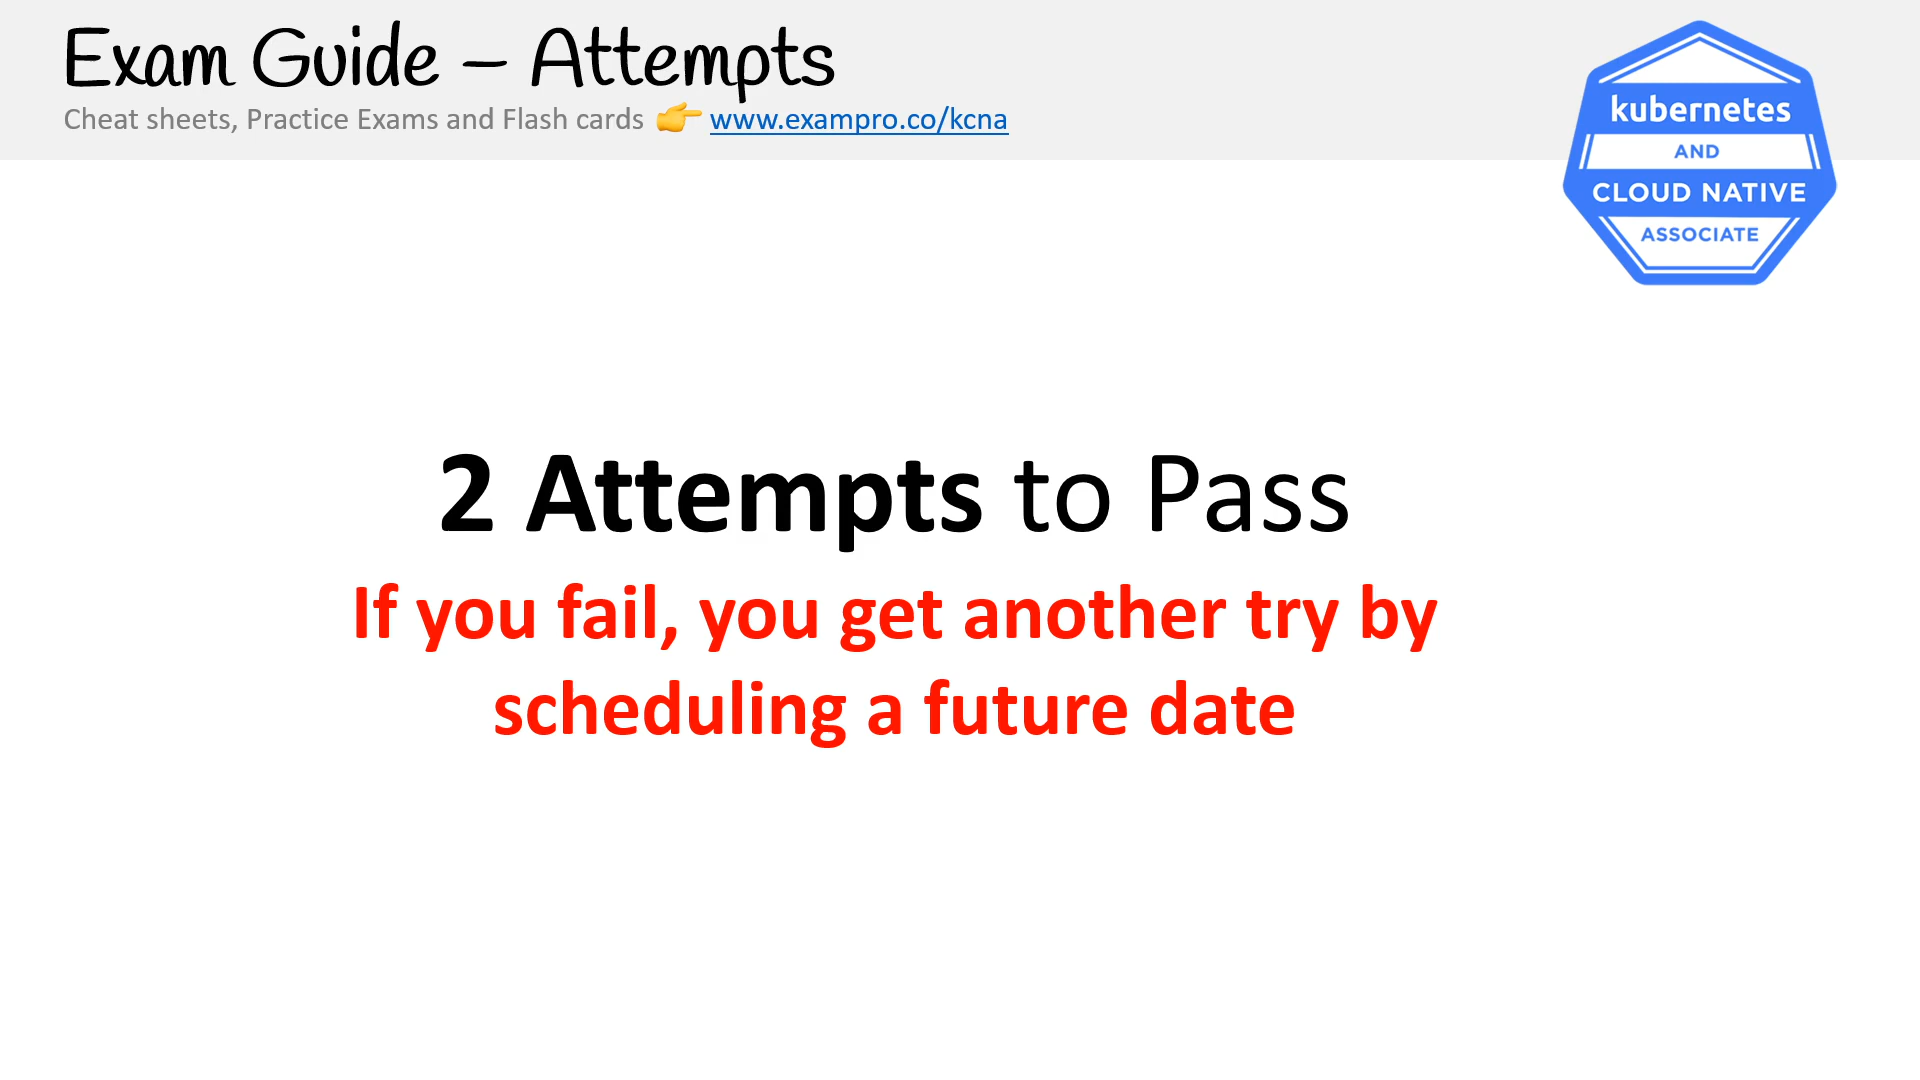 Exam Guide – Attempts
Cheat sheets, Practice Exams and Flash cards 👉 www.exampro.co/kcna
kubernetes
AND
CLOUD NATIVE
ASSOCIATE
2 Attempts to Pass
If you fail, you get another try by
scheduling a future date